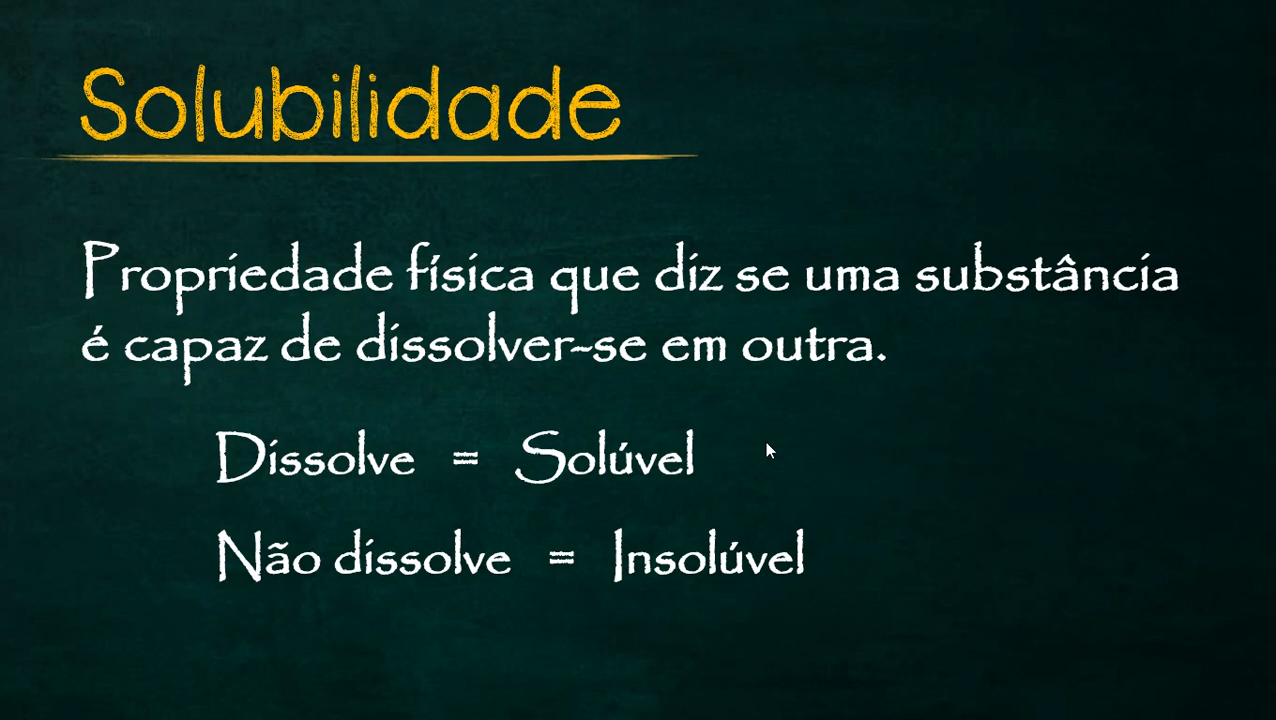 Solubilidade
Propriedade física que diz se uma substância
é capaz de dissolver-se em outra.
Dissolve = Solúvel
Não dissolve = Insolúvel